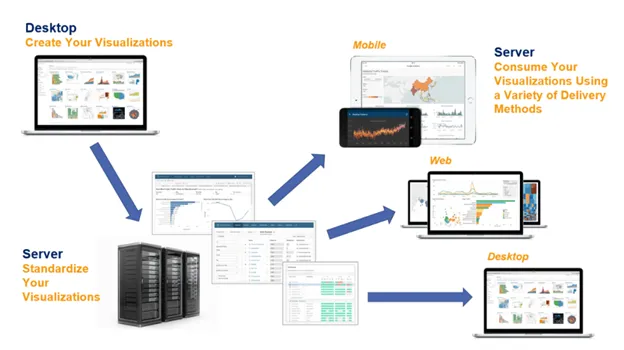 Desktop
Create Your Visualizations
Mobile
Server
Consume Your
Visualizations Using
a Variety of Delivery
Methods
Web
Server
Standardize
Your
Visualizations
Desktop